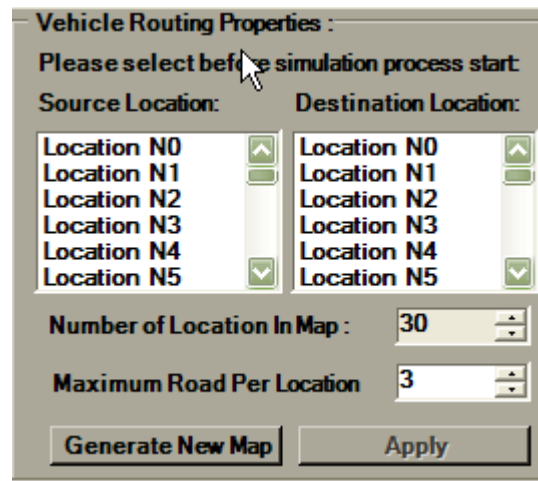 Vehicle Routing Properties :
Please select before simulation process start:
Source Location: Destination Location:
Location N0 Location N0
Location N1 Location N1
Location N2 Location N2
Location N3 Location N3
Location N4 Location N4
Location N5 Location N5
Number of Location In Map : 30
Maximum Road Per Location 3
Generate New Map Apply